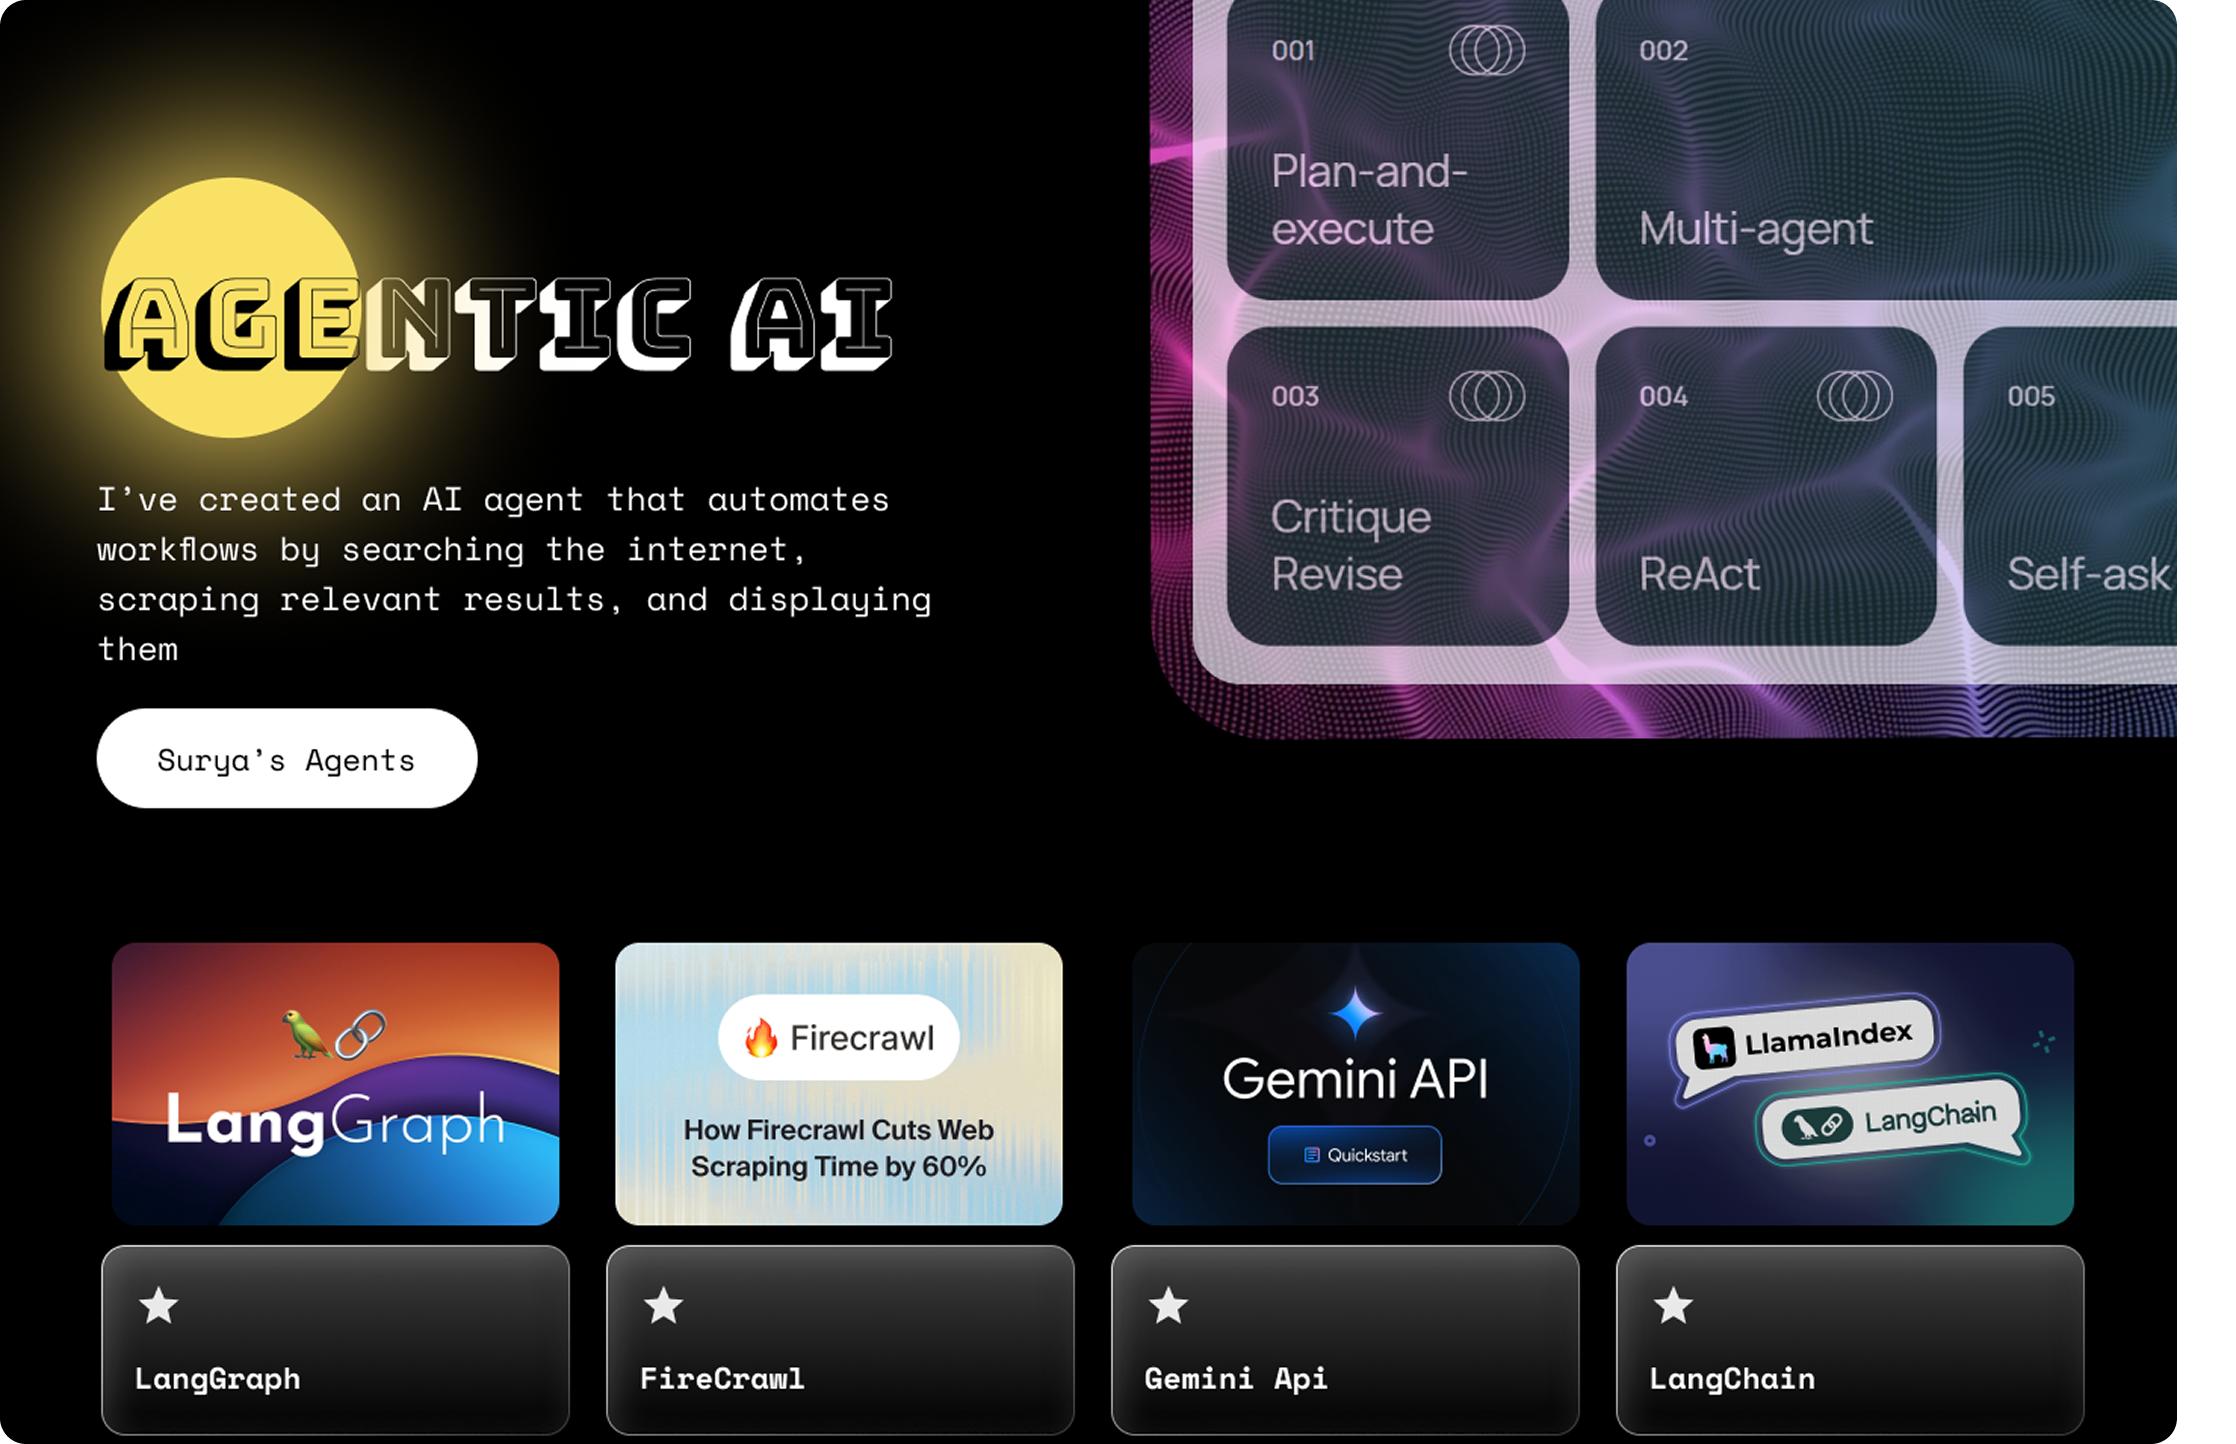 AGENTIC AI
I’ve created an AI agent that automates
workflows by searching the internet,
scraping relevant results, and displaying
them
Surya’s Agents
001
Plan-and-
execute
002
Multi-agent
003
Critique
Revise
004
ReAct
005
Self-ask
LangGraph
Firecrawl
How Firecrawl Cuts Web
Scraping Time by 60%
Gemini API
Quickstart
LlamaIndex
LangChain
LangGraph
FireCrawl
Gemini Api
LangChain